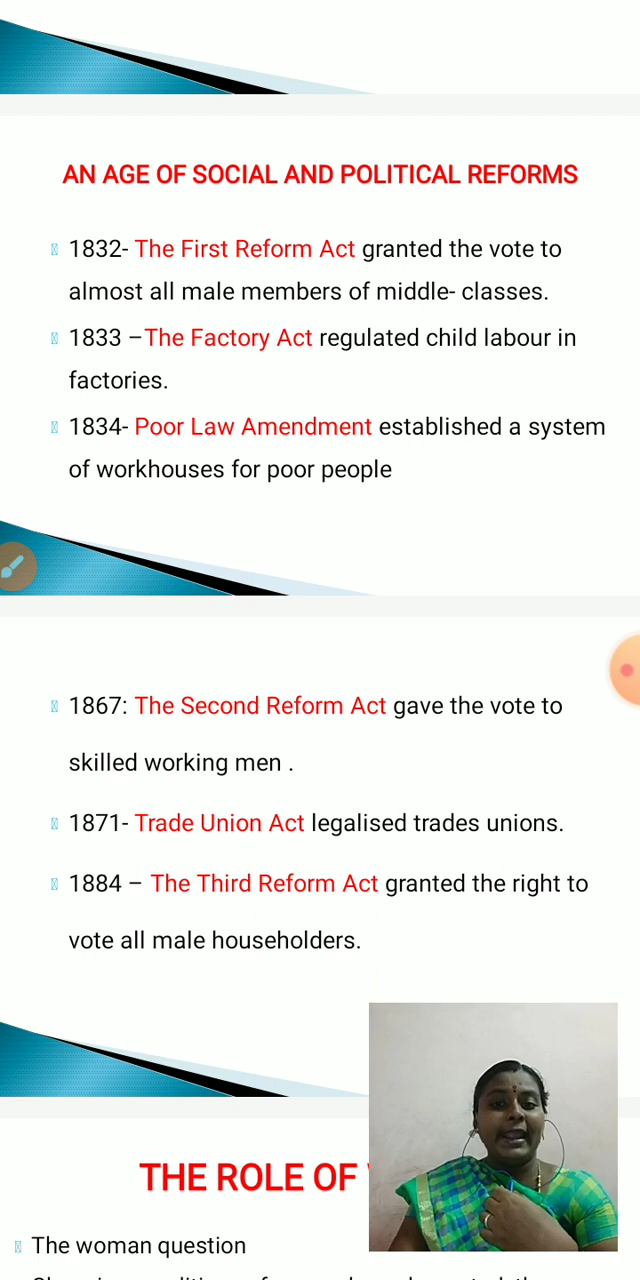 AN AGE OF SOCIAL AND POLITICAL REFORMS
1832- The First Reform Act granted the vote to
almost all male members of middle- classes.
1833 –The Factory Act regulated child labour in
factories.
1834- Poor Law Amendment established a system
of workhouses for poor people
1867: The Second Reform Act gave the vote to
skilled working men .
1871- Trade Union Act legalised trades unions.
1884 – The Third Reform Act granted the right to
vote all male householders.
THE ROLE OF
The woman question